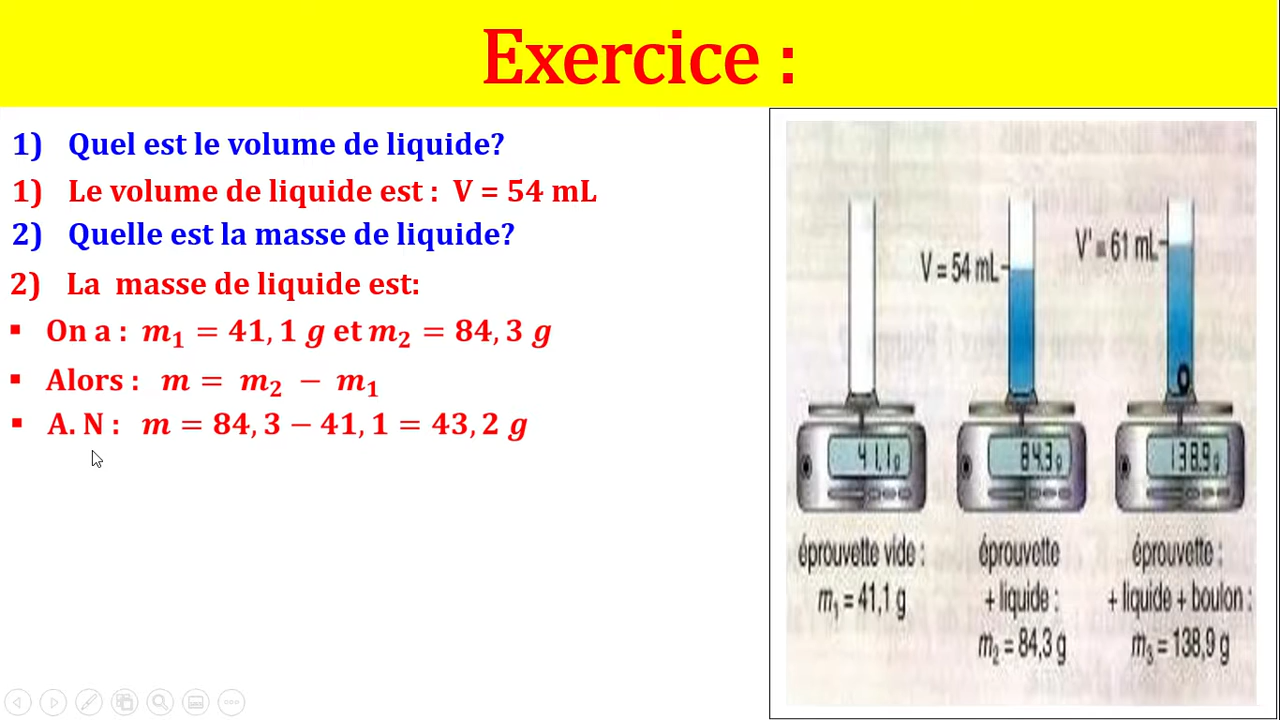 Exercice :
1) Quel est le volume de liquide?
1) Le volume de liquide est : V = 54 mL
2) Quelle est la masse de liquide?
2) La masse de liquide est:
▪ On a : m₁ = 41, 1 g et m₂ = 84, 3 g
▪ Alors : m = m₂ − m₁
▪ A. N : m = 84, 3 − 41, 1 = 43, 2 g
V = 54 mL
V' = 61 mL
41.1g
84.3g
138.9g
éprouvette vide :
m₁ = 41,1 g
éprouvette
+ liquide :
m₂ = 84,3 g
éprouvette :
+ liquide + boulon :
m₃ = 138,9 g